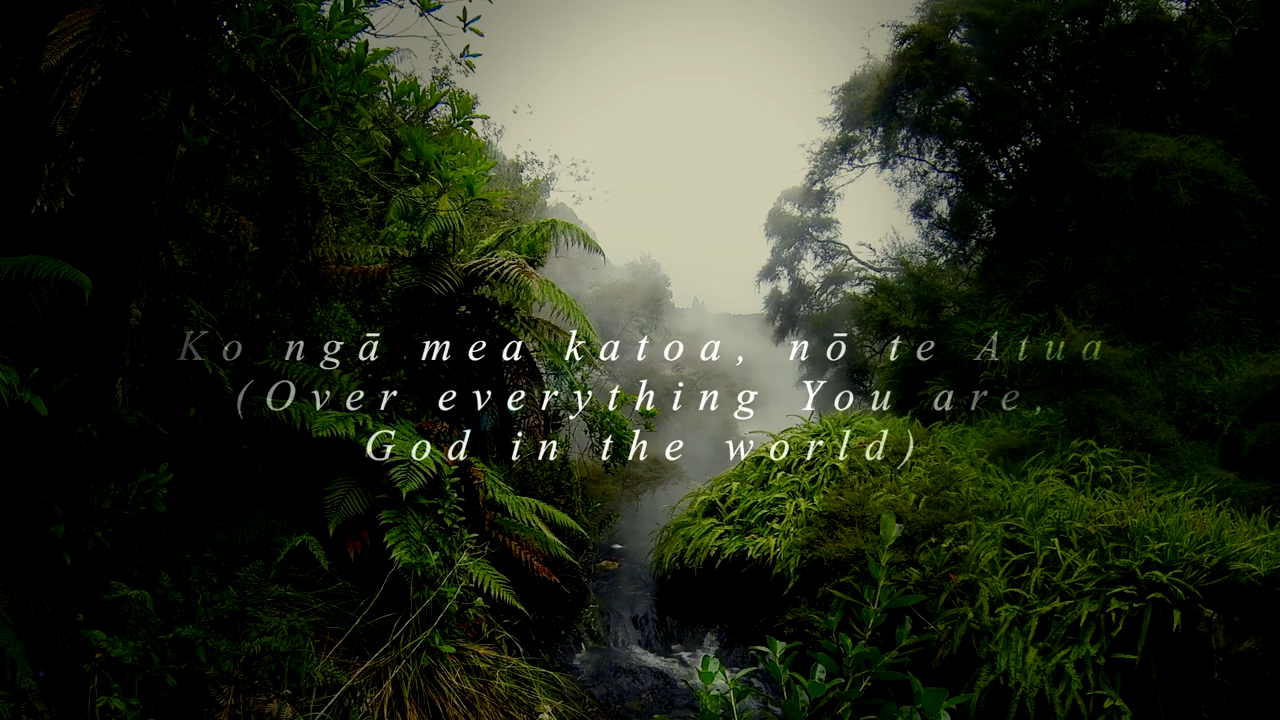 Ko ngā mea katoa, nō te Atua
(Over everything You are,
God in the world)